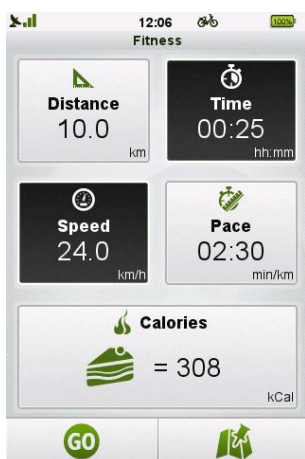 12:06
100%
Fitness
Distance
10.0
km
Time
00:25
hh:mm
Speed
24.0
km/h
Pace
02:30
min/km
Calories
= 308
kCal
GO